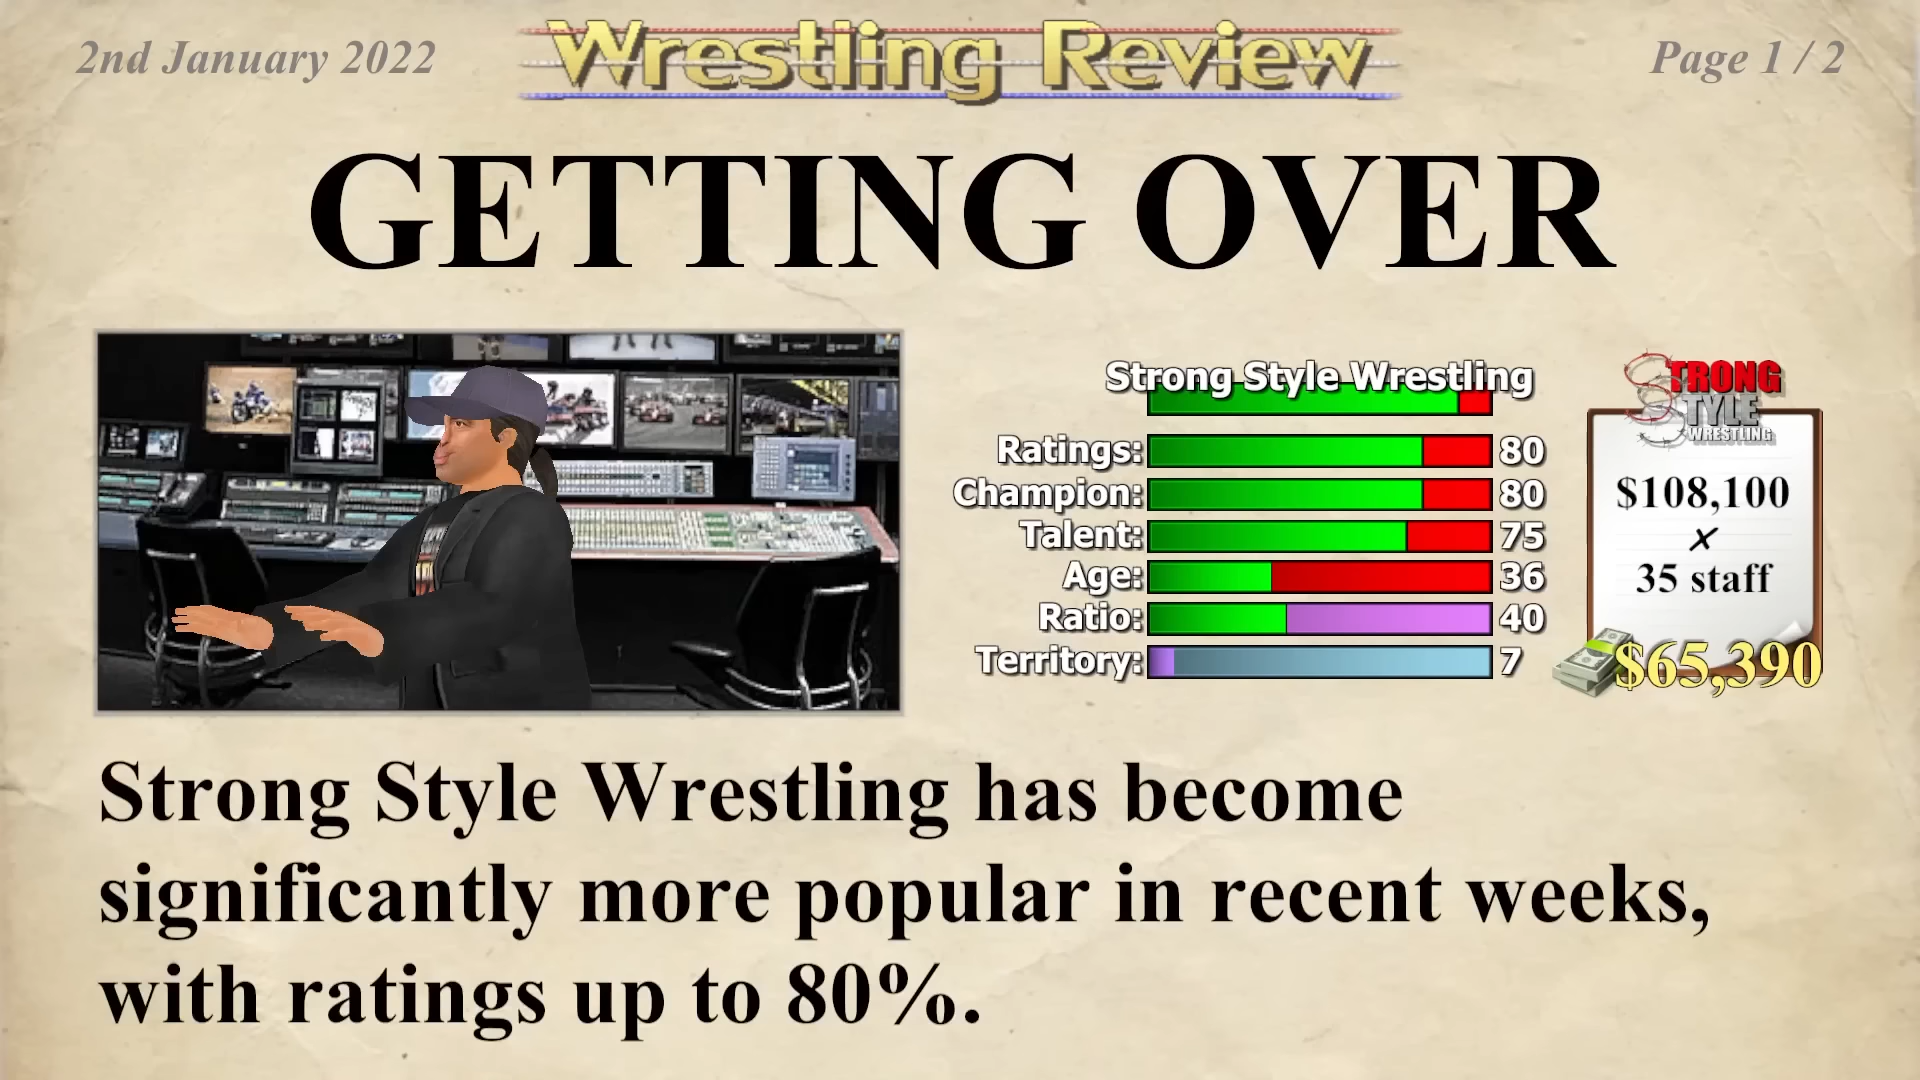 2nd January 2022
Wrestling Review
Page 1 / 2
GETTING OVER
Strong Style Wrestling
Ratings: 80
Champion: 80
Talent: 75
Age: 36
Ratio: 40
Territory: 7
STRONG
STYLE
WRESTLING
$108,100
×
35 staff
$65,390
Strong Style Wrestling has become
significantly more popular in recent weeks,
with ratings up to 80%.